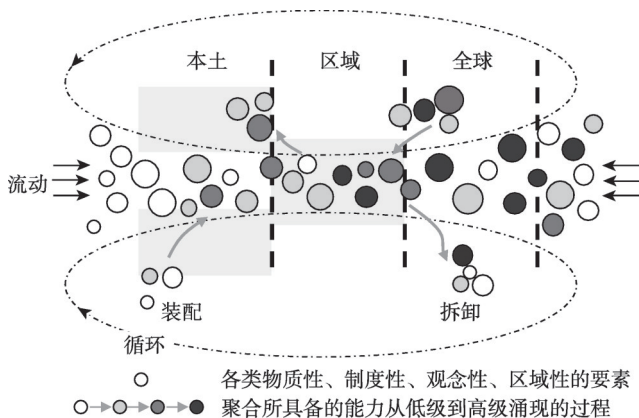 本土 区域 全球
流动
装配 拆卸
循环
各类物质性、制度性、观念性、区域性的要素
聚合所具备的能力从低级到高级涌现的过程